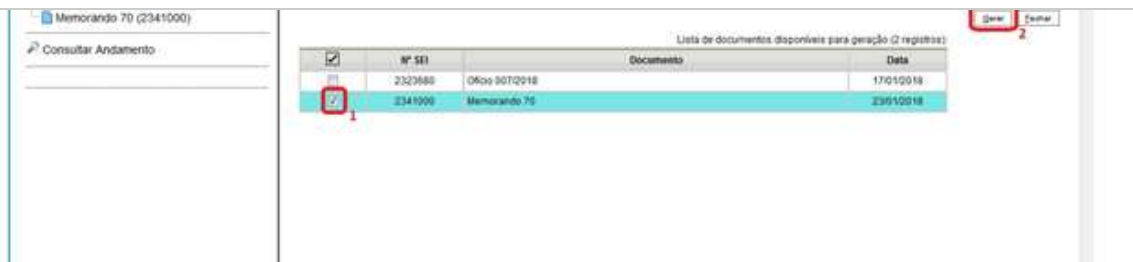 Memorando 70 (2341000)
Gerar Fechar
2
Consultar Andamento
Lista de documentos disponíveis para geração (2 registros)
Nº SEI Documento Data
2323680 Ofício 007/2018 17/01/2018
2341000 Memorando 70 23/01/2018
1